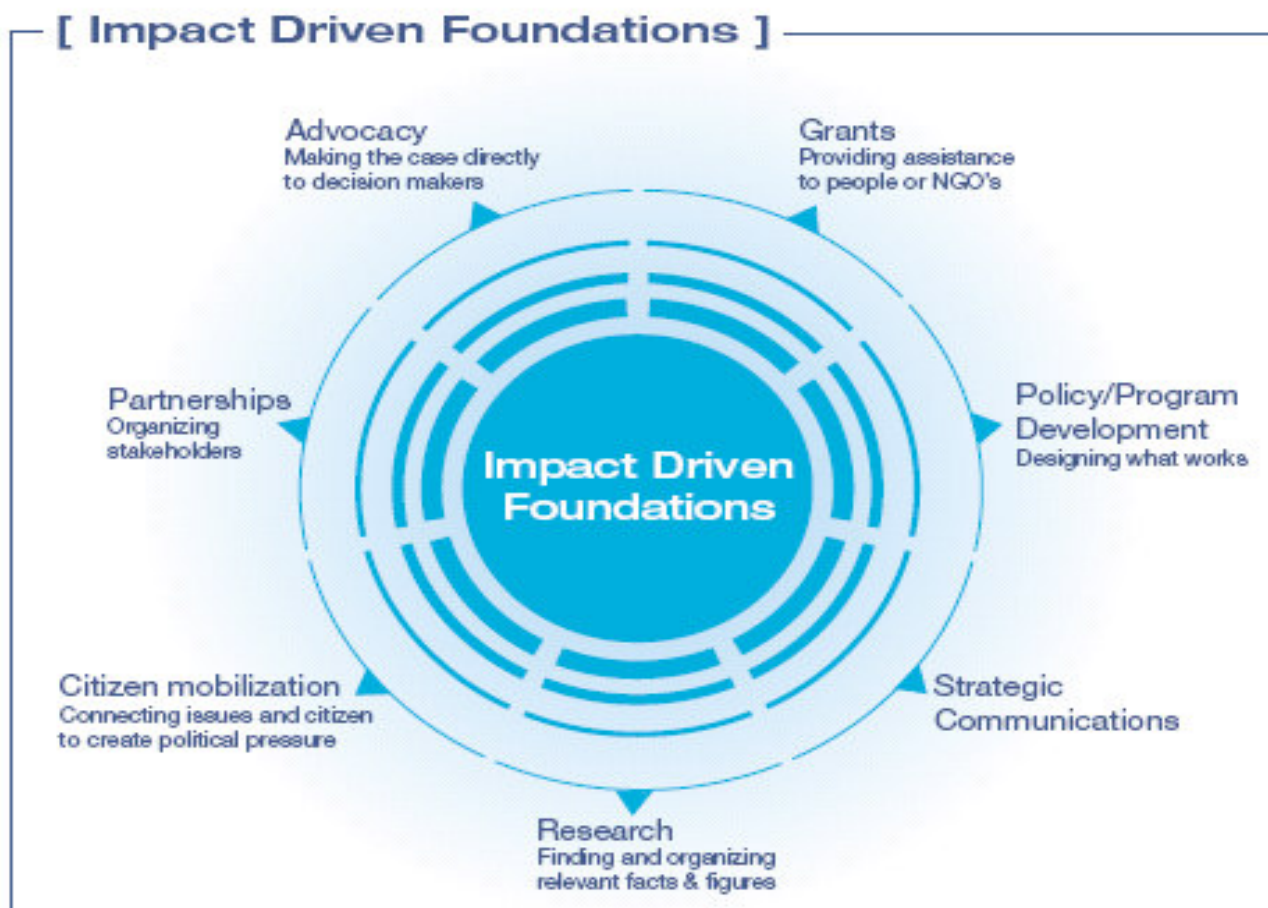 [ Impact Driven Foundations ]
Advocacy
Making the case directly
to decision makers
Grants
Providing assistance
to people or NGO's
Partnerships
Organizing
stakeholders
Policy/Program
Development
Designing what works
Impact Driven
Foundations
Citizen mobilization
Connecting issues and citizen
to create political pressure
Strategic
Communications
Research
Finding and organizing
relevant facts & figures